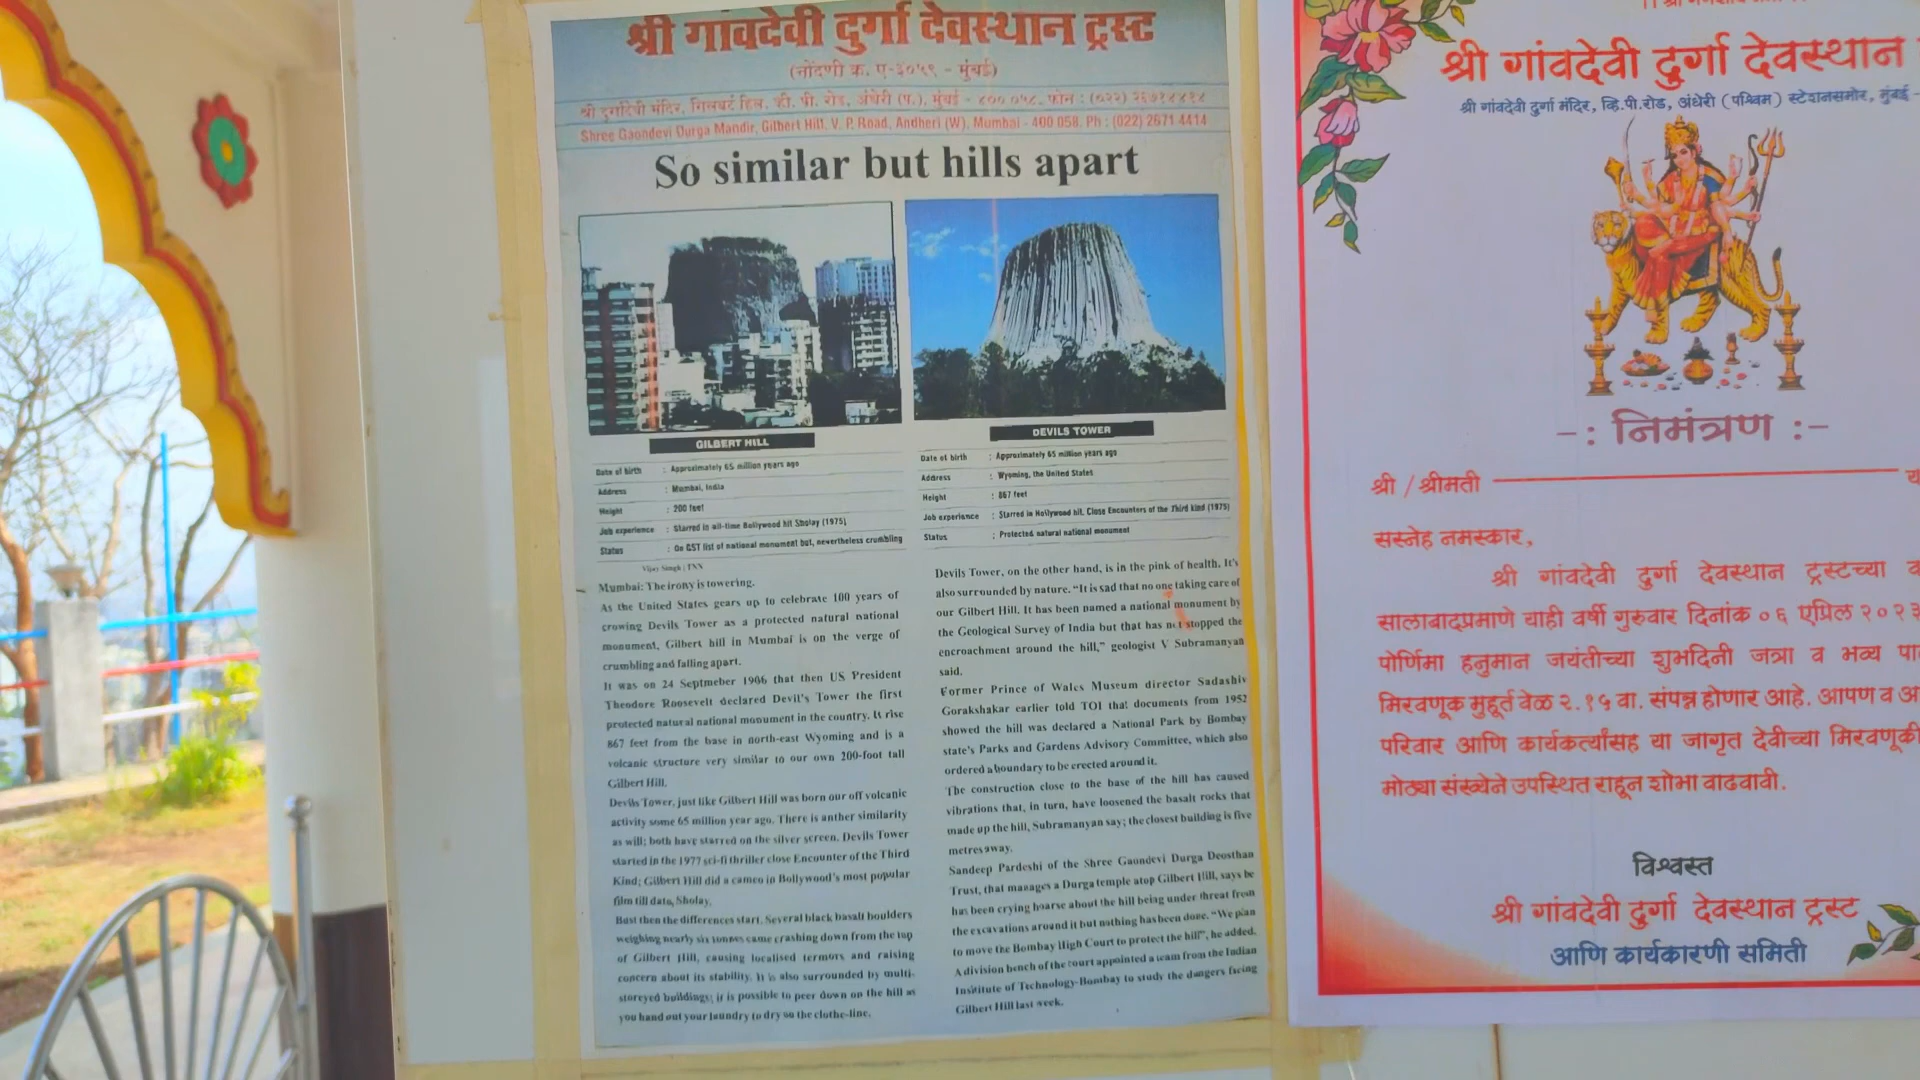 श्री गांवदेवी दुर्गा देवस्थान ट्रस्ट
(नोंदणी क्र. ए-३०५९ - मुंबई)
श्री दुर्गादेवी मंदिर, गिलबर्ट हिल, व्ही. पी. रोड, अंधेरी (प.), मुंबई - ४०० ०५८. फोन : (०२२) २६७१४४१४
Shree Gaondevi Durga Mandir, Gilbert Hill, V. P. Road, Andheri (W), Mumbai - 400 058, Ph : (022) 2671 4414
So similar but hills apart
GILBERT HILL
Date of birth : Approximately 65 million years ago
Address : Mumbai, India
Height : 200 feet
Job experience : Starred in all-time Bollywood hit Sholay (1975)
Status : On GST list of national monument but, nevertheless crumbling
DEVILS TOWER
Date of birth : Approximately 65 million years ago
Address : Wyoming, the United States
Height : 867 feet
Job experience : Starred in Hollywood hit, Close Encounters of the Third kind (1975)
Status : Protected natural national monument
Vijay Singh | TNN
Mumbai: The irony is towering.
As the United States gears up to celebrate 100 years of
crowing Devils Tower as a protected natural national
monument, Gilbert hill in Mumbai is on the verge of
crumbling and falling apart.
It was on 24 Septmeber 1906 that then US President
Theodore Roosevelt declared Devil's Tower the first
protected natural national monument in the country. It rise
867 feet from the base in north-east Wyoming and is a
volcanic structure very similar to our own 200-foot tall
Gilbert Hill.
Devils Tower, just like Gilbert Hill was born our off volcanic
activity some 65 million year ago. There is anther similarity
as will; both have starred on the silver screen. Devils Tower
started in the 1977 sci-fi thriller close Encounter of the Third
Kind; Gilbert Hill did a cameo in Bollywood's most popular
film till date, Sholay.
But then the differences start. Several black basalt boulders
weighing nearly six tonnes came crashing down from the top
of Gilbert Hill, causing localised termors and raising
concern about its stability. It is also surrounded by multi-
storeyed buildings; it is possible to peer down on the hill as
you hand out your laundry to dry on the clothe-line.
Devils Tower, on the other hand, is in the pink of health. It's
also surrounded by nature. "It is sad that no one taking care of
our Gilbert Hill. It has been named a national monument by
the Geological Survey of India but that has not stopped the
encroachment around the hill," geologist V Subramanyan
said.
Former Prince of Wales Museum director Sadashiv
Gorakshakar earlier told TOI that documents from 1952
showed the hill was declared a National Park by Bombay
state's Parks and Gardens Advisory Committee, which also
ordered a boundary to be erected around it.
The construction close to the base of the hill has caused
vibrations that, in turn, have loosened the basalt rocks that
made up the hill, Subramanyan say; the closest building is five
metres away.
Sandeep Pardeshi of the Shree Gaondevi Durga Deosthan
Trust, that manages a Durga temple atop Gilbert Hill, says he
has been crying hoarse about the hill being under threat from
the excavations around it but nothing has been done. "We plan
to move the Bombay High Court to protect the hill", he added.
A division bench of the court appointed a team from the Indian
Institute of Technology-Bombay to study the dangers facing
Gilbert Hill last week.
श्री गांवदेवी दुर्गा देवस्थान
श्री गांवदेवी दुर्गा मंदिर, व्हि.पी.रोड, अंधेरी (पश्चिम) स्टेशनसमोर, मुंबई -
-: निमंत्रण :-
श्री / श्रीमती
सस्नेह नमस्कार,
श्री गांवदेवी दुर्गा देवस्थान ट्रस्टच्या
सालाबादप्रमाणे याही वर्षी गुरुवार दिनांक ०६ एप्रिल २०२३
पोर्णिमा हनुमान जयंतीच्या शुभदिनी जत्रा व भव्य
मिरवणूक मुहूर्त वेळ २.१५ वा. संपन्न होणार आहे. आपण व
परिवार आणि कार्यकर्त्यांसह या जागृत देवीच्या मिरवणूकी
मोठ्या संख्येने उपस्थित राहून शोभा वाढवावी.
विश्वस्त
श्री गांवदेवी दुर्गा देवस्थान ट्रस्ट
आणि कार्यकारणी समिती